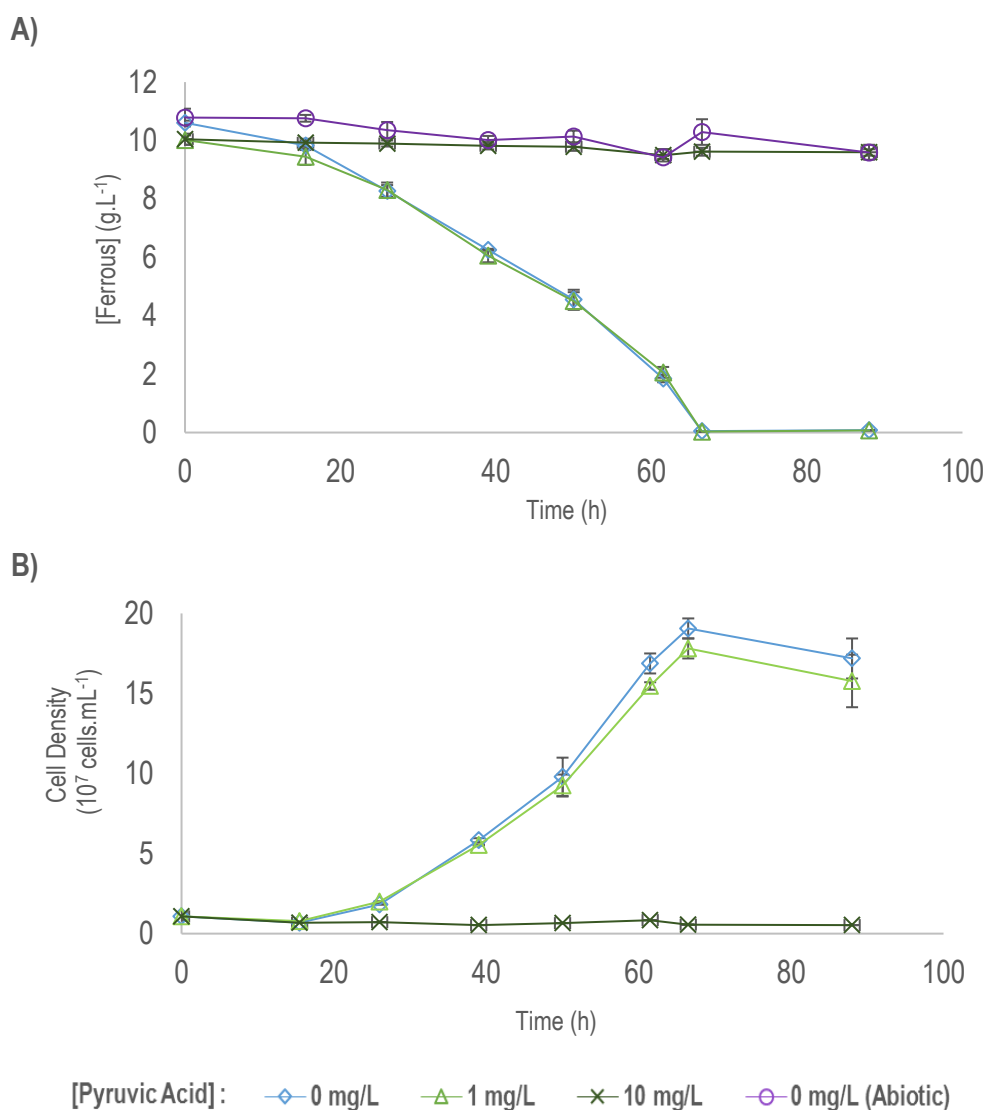 A)
12
10
8
6
4
2
0
[Ferrous] (g.L⁻¹)
0 20 40 60 80 100
Time (h)
B)
20
15
10
5
0
Cell Density
(10⁷ cells.mL⁻¹)
0 20 40 60 80 100
Time (h)
[Pyruvic Acid] : 0 mg/L 1 mg/L 10 mg/L 0 mg/L (Abiotic)